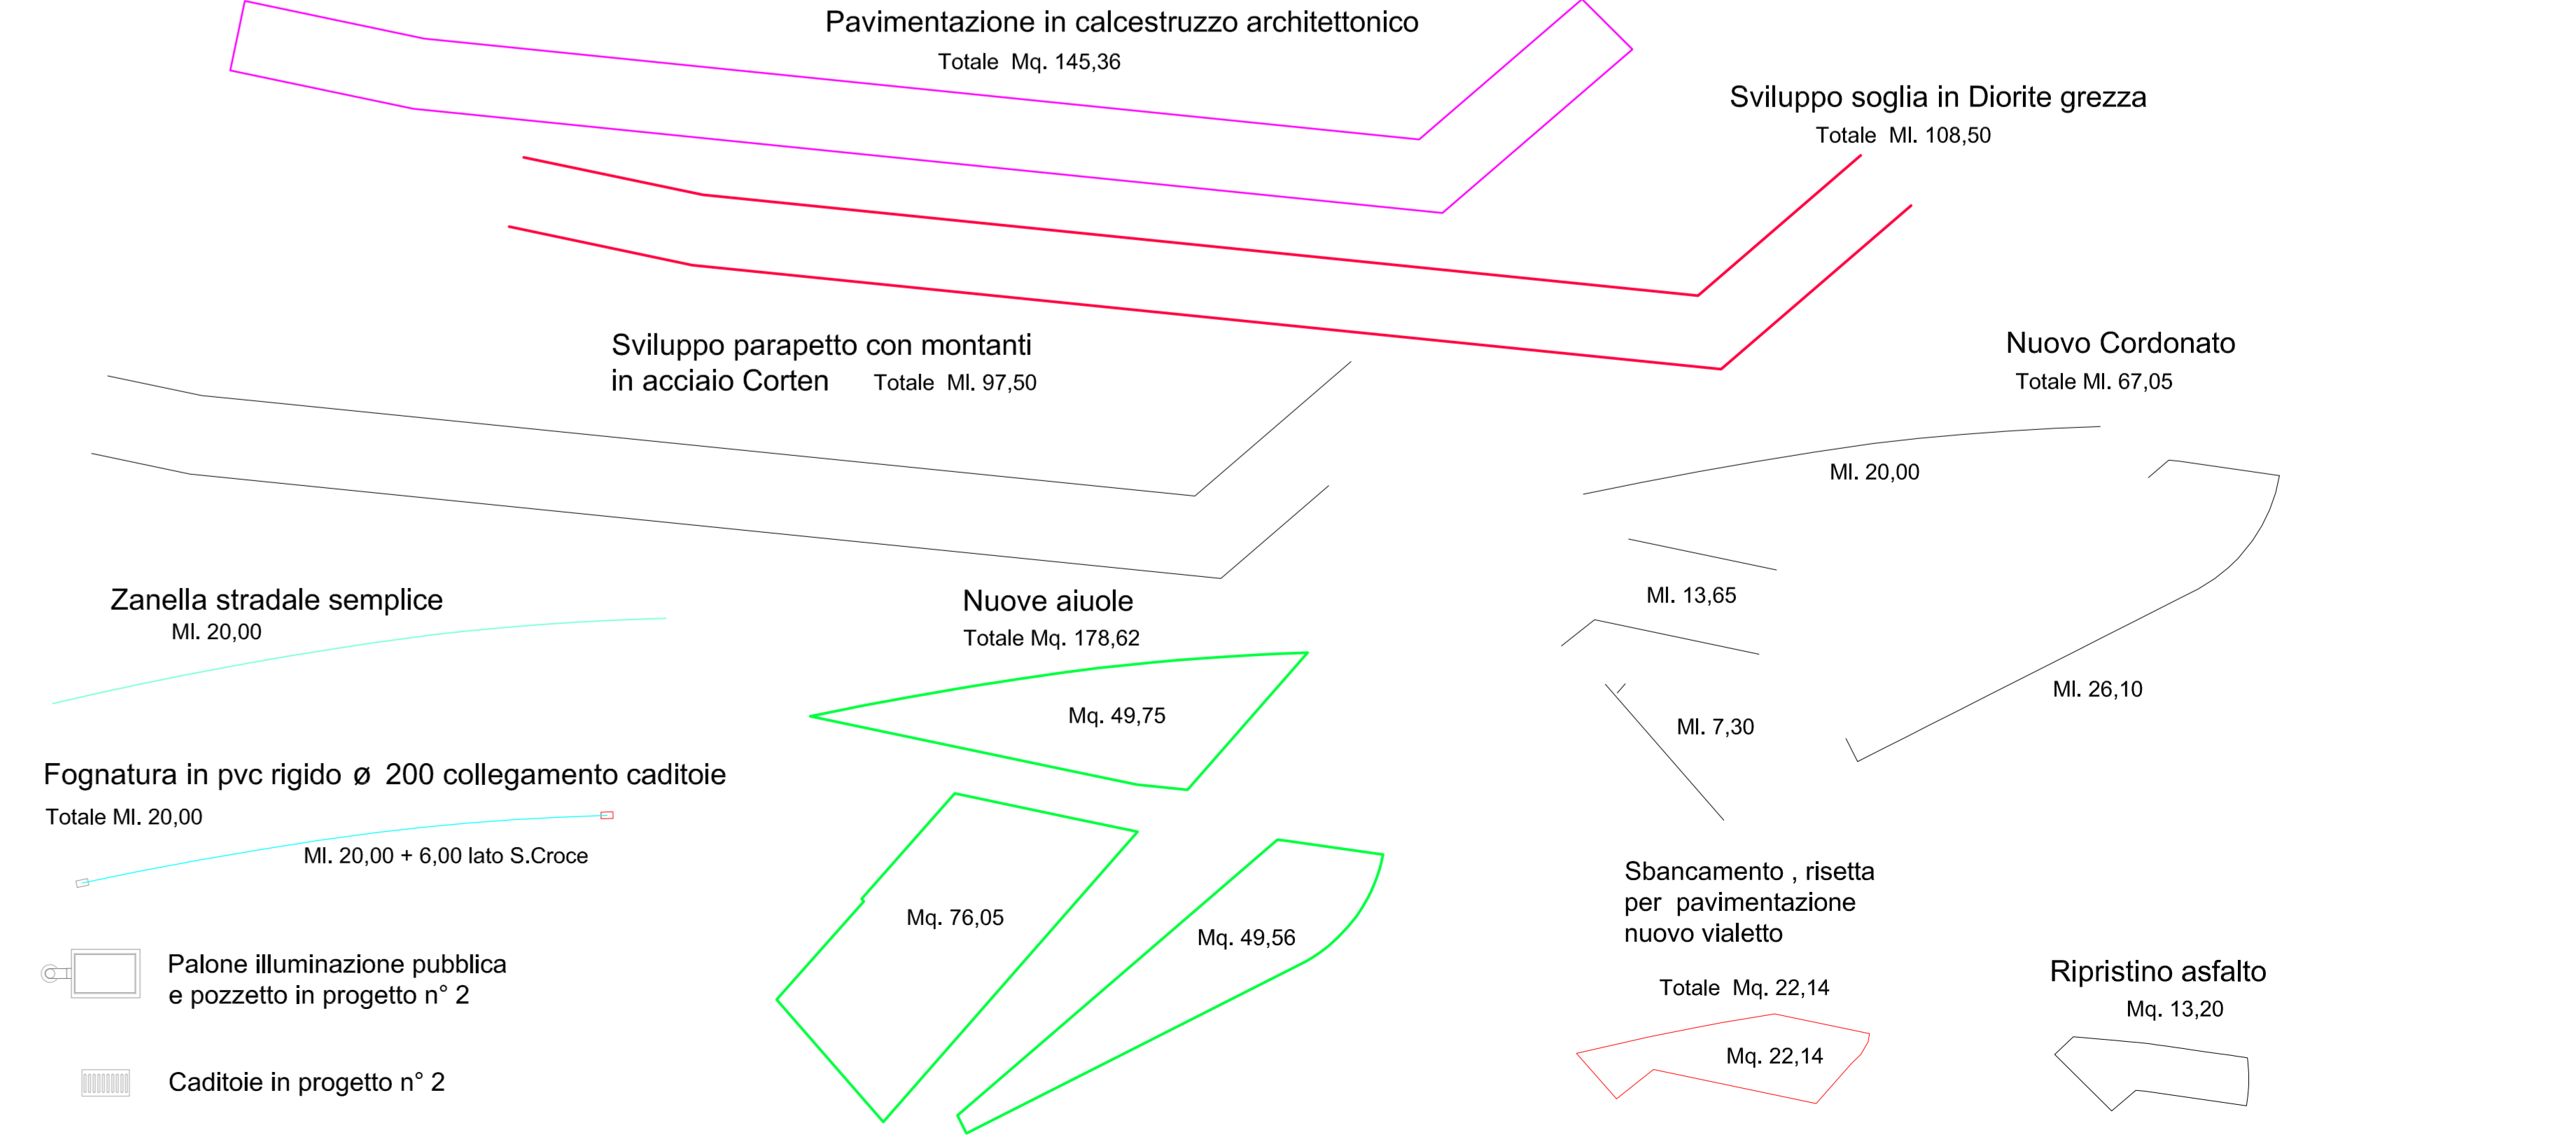 Pavimentazione in calcestruzzo architettonico
Totale  Mq. 145,36
Sviluppo soglia in Diorite grezza
Totale  Ml. 108,50
Sviluppo parapetto con montanti
in acciaio Corten  Totale  Ml. 97,50
Nuovo Cordonato
Totale Ml. 67,05
Ml. 20,00
Ml. 13,65
Ml. 7,30
Ml. 26,10
Zanella stradale semplice
Ml. 20,00
Nuove aiuole
Totale Mq. 178,62
Mq. 49,75
Mq. 76,05
Mq. 49,56
Fognatura in pvc rigido ø 200 collegamento caditoie
Totale Ml. 20,00
Ml. 20,00 + 6,00 lato S.Croce
Palone illuminazione pubblica
e pozzetto in progetto n° 2
Caditoie in progetto n° 2
Sbancamento , risetta
per  pavimentazione
nuovo vialetto
Totale  Mq. 22,14
Mq. 22,14
Ripristino asfalto
Mq. 13,20